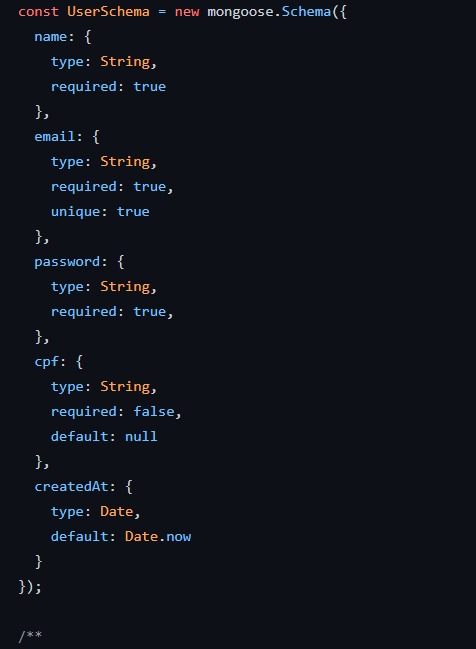 const UserSchema = new mongoose.Schema({
  name: {
    type: String,
    required: true
  },
  email: {
    type: String,
    required: true,
    unique: true
  },
  password: {
    type: String,
    required: true,
  },
  cpf: {
    type: String,
    required: false,
    default: null
  },
  createdAt: {
    type: Date,
    default: Date.now
  }
});
/**